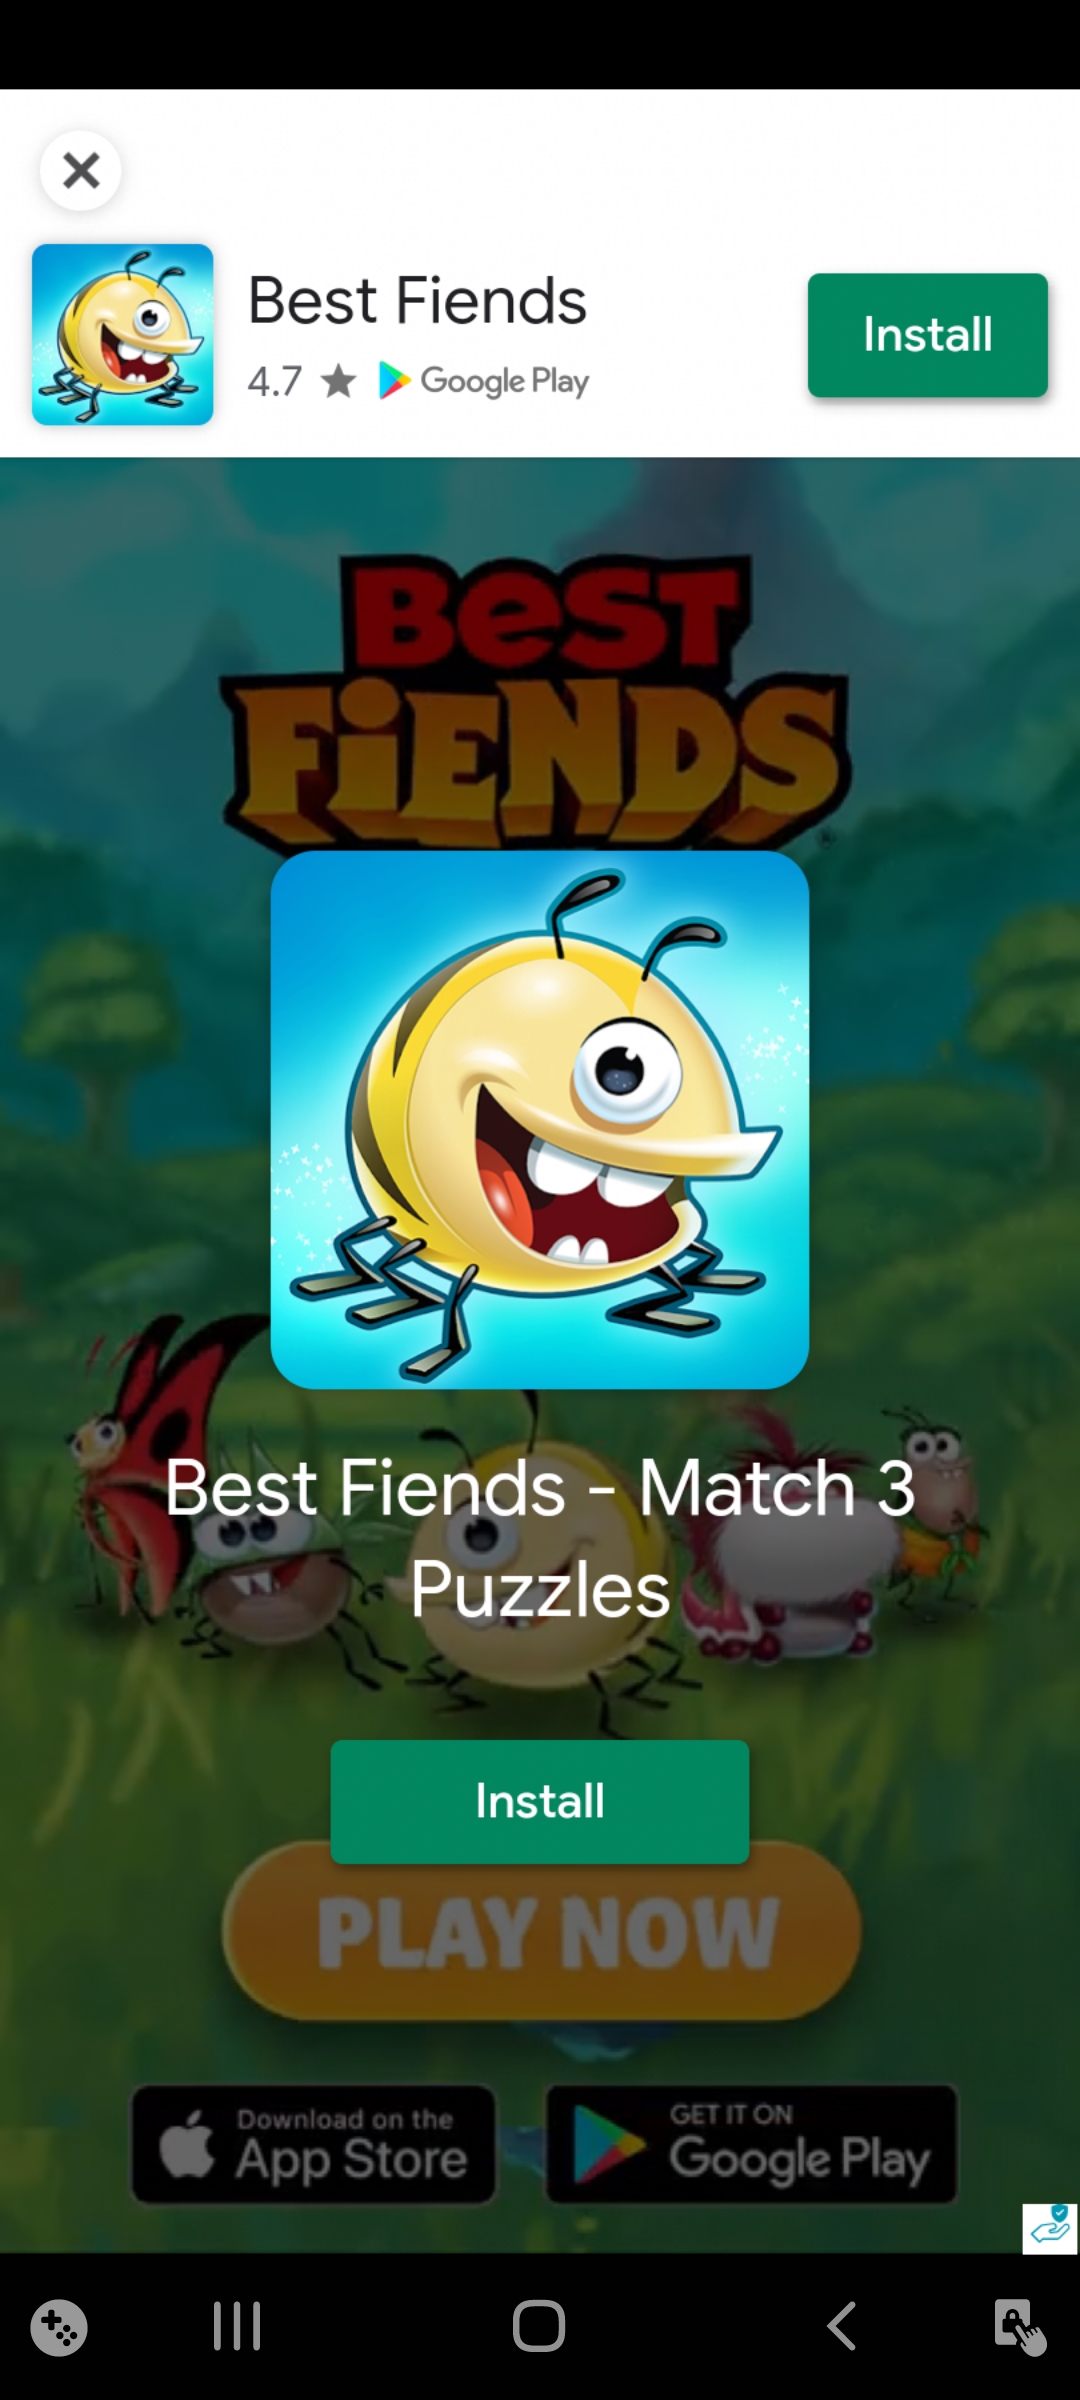 Best Fiends
4.7 ★ Google Play
Install
BeST
FiENDS
Best Fiends - Match 3
Puzzles
Install
PLAY NOW
Download on the
App Store
GET IT ON
Google Play